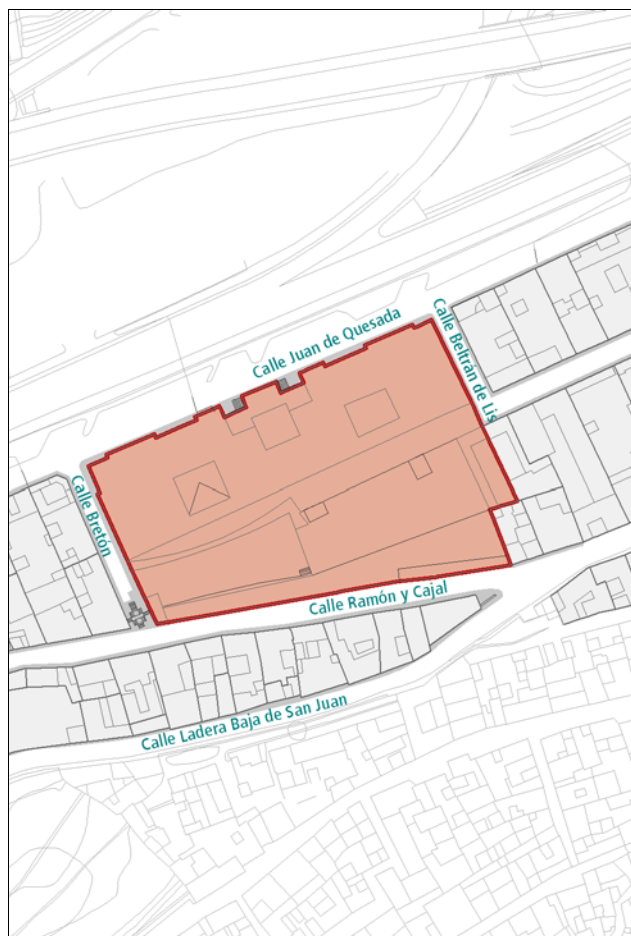 Calle Juan de Quesada
Calle Beltrán de Lis
Calle Bretón
Calle Ramón y Cajal
Calle Ladera Baja de San Juan